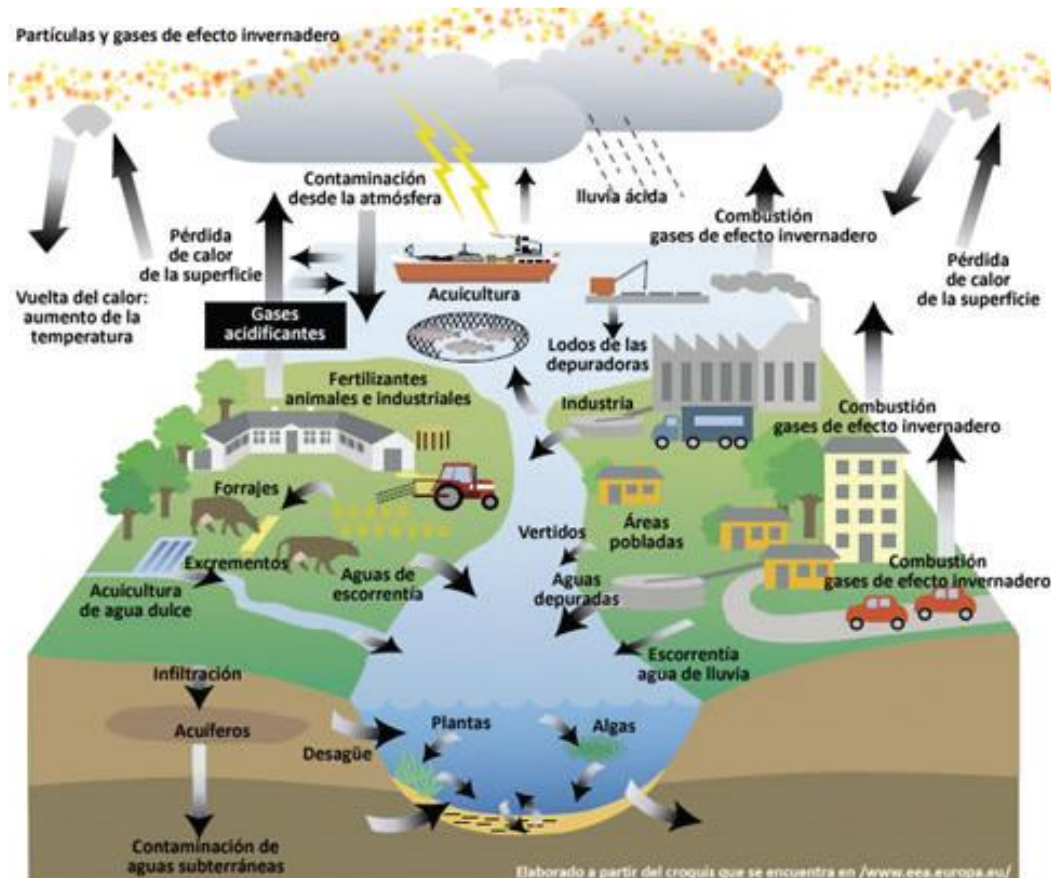 Partículas y gases de efecto invernadero
Contaminación
desde la atmósfera
lluvia ácida
Combustión
gases de efecto invernadero
Pérdida
de calor
de la superficie
Pérdida
de calor
de la superficie
Vuelta del calor:
aumento de la
temperatura
Gases
acidificantes
Acuicultura
Lodos de las
depuradoras
Fertilizantes
animales e industriales
Industria
Combustión
gases de efecto invernadero
Forrajes
Vertidos
Áreas
pobladas
Excrementos
Acuicultura
de agua dulce
Aguas de
escorrentía
Aguas
depuradas
Combustión
gases de efecto invernadero
Escorrentía
agua de lluvia
Infiltración
Acuíferos
Desagüe
Plantas
Algas
Contaminación de
aguas subterráneas
Elaborado a partir del croquis que se encuentra en /www.eea.europa.eu/